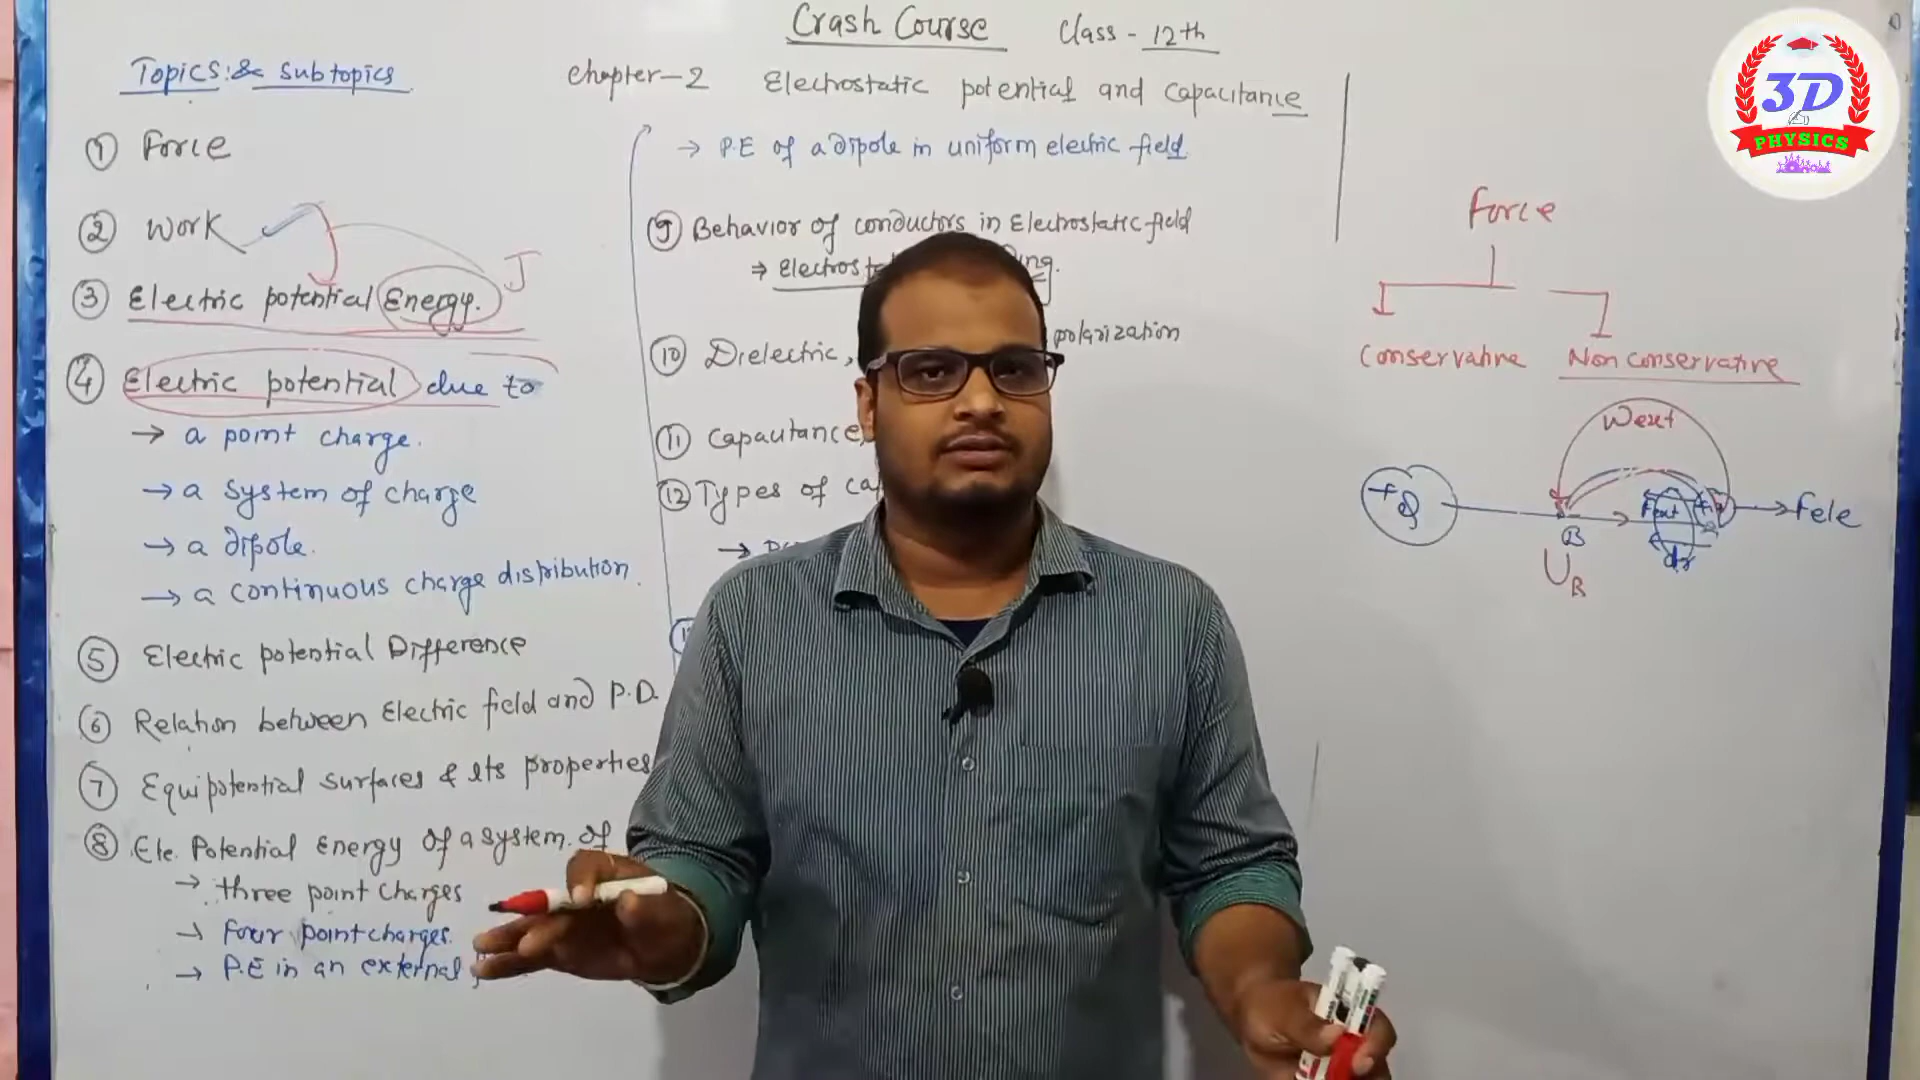 Crash Course Class - 12th
Topics & subtopics
Chapter-2 Electrostatic potential and capacitance
① Force
② Work
③ Electric potential Energy. J
④ Electric potential due to
→ a point charge.
→ a system of charge
→ a dipole.
→ a continuous charge distribution.
⑤ Electric potential Difference
⑥ Relation between Electric field and P.D.
⑦ Equipotential surfaces & its properties
⑧ Ele. Potential Energy of a system of
→ three point charges
→ Four point charges.
→ P.E in an external
→ P.E of a dipole in uniform electric field
⑨ Behavior of conductors in Electrostatic field
⇒
⑩ Dielectric, polarization
⑪ Capacitance
⑫ Types of
→
Force
Conservative Non conservative
Wext
+Q B Fext Fele
dr
U_B
3D
PHYSICS